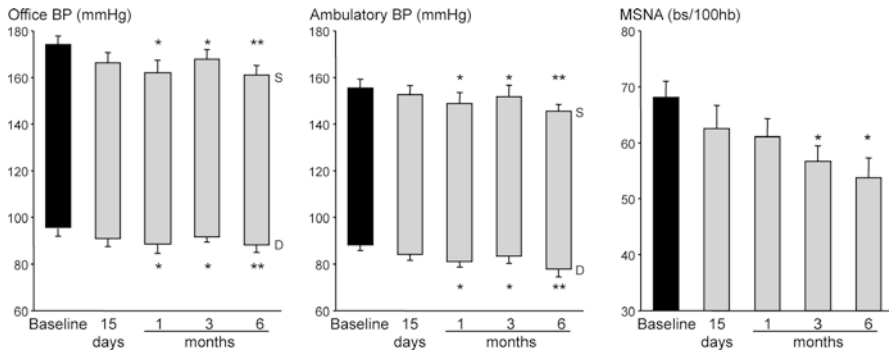 Office BP (mmHg)
180
160
140
120
100
80
60
* * **
S
D
* * **
Baseline 15 1 3 6
days months
Ambulatory BP (mmHg)
180
160
140
120
100
80
60
* * **
S
D
* * **
Baseline 15 1 3 6
days months
MSNA (bs/100hb)
80
70
60
50
40
30
* *
Baseline 15 1 3 6
days months